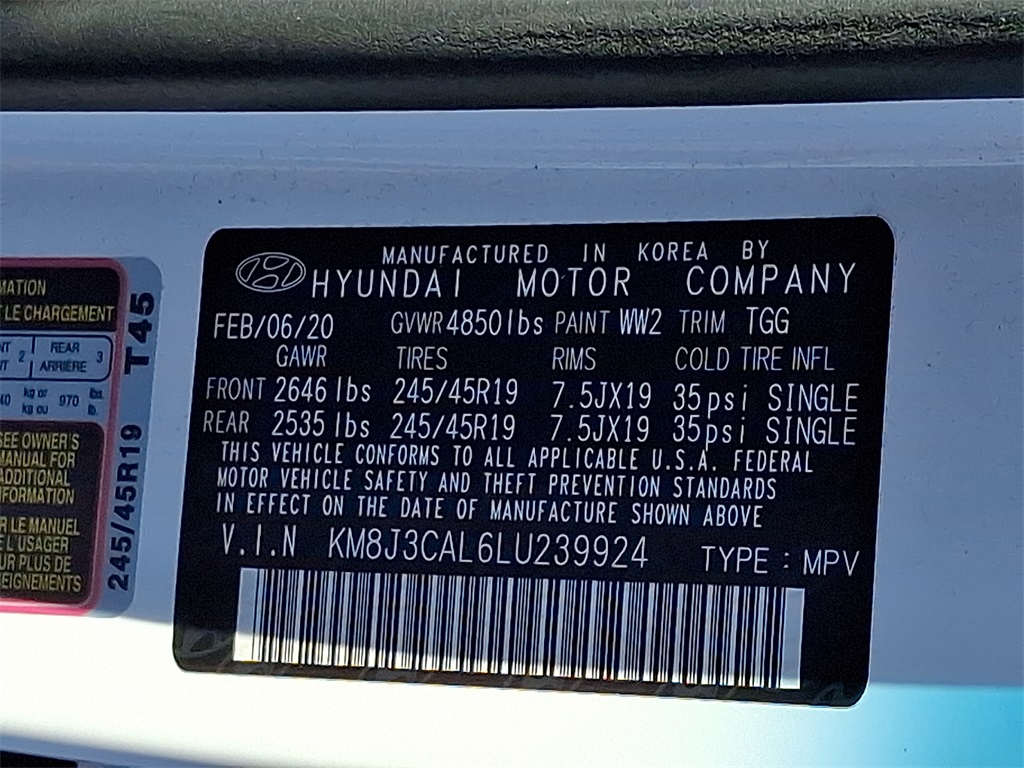 MANUFACTURED IN KOREA BY
HYUNDAI MOTOR COMPANY
FEB/06/20 GVWR 4850lbs PAINT WW2 TRIM TGG
GAWR TIRES RIMS COLD TIRE INFL
FRONT 2646 lbs 245/45R19 7.5JX19 35psi SINGLE
REAR 2535 lbs 245/45R19 7.5JX19 35psi SINGLE
THIS VEHICLE CONFORMS TO ALL APPLICABLE U.S.A. FEDERAL
MOTOR VEHICLE SAFETY AND THEFT PREVENTION STANDARDS
IN EFFECT ON THE DATE OF MANUFACTURE SHOWN ABOVE
V.I.N KM8J3CAL6LU239924 TYPE : MPV
LE CHARGEMENT
2 REAR 3
ARRIÈRE
kg or 970 lbs.
kg ou lb.
SEE OWNER'S
MANUAL FOR
ADDITIONAL
INFORMATION
LE MANUEL
L'USAGER
PLUS DE
245/45R19 T45